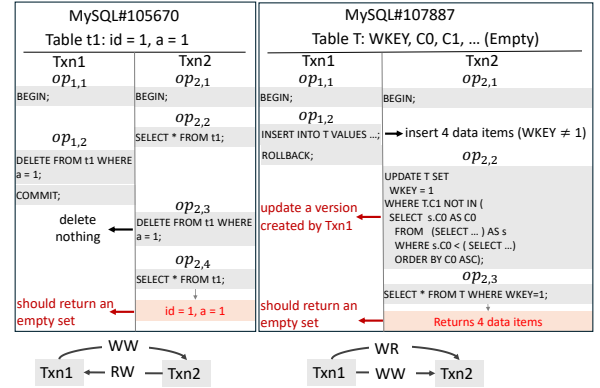 MySQL#105670
Table t1: id = 1, a = 1
Txn1 Txn2
op1,1 op2,1
BEGIN; BEGIN;
op2,2
SELECT * FROM t1;
op1,2
DELETE FROM t1 WHERE
a = 1;
COMMIT;
op2,3
delete
nothing
DELETE FROM t1 WHERE
a = 1;
op2,4
SELECT * FROM t1;
should return an
empty set
id = 1, a = 1
WW
Txn1 RW Txn2
MySQL#107887
Table T: WKEY, C0, C1, ... (Empty)
Txn1 Txn2
op1,1 op2,1
BEGIN; BEGIN;
op1,2
INSERT INTO T VALUES ...;
insert 4 data items (WKEY ≠ 1)
ROLLBACK;
op2,2
UPDATE T SET
WKEY = 1
WHERE T.C1 NOT IN (
SELECT s.C0 AS C0
FROM (SELECT ...) AS s
WHERE s.C0 < ( SELECT ...)
ORDER BY C0 ASC);
update a version
created by Txn1
op2,3
SELECT * FROM T WHERE WKEY=1;
should return an
empty set
Returns 4 data items
WR
Txn1 WW Txn2